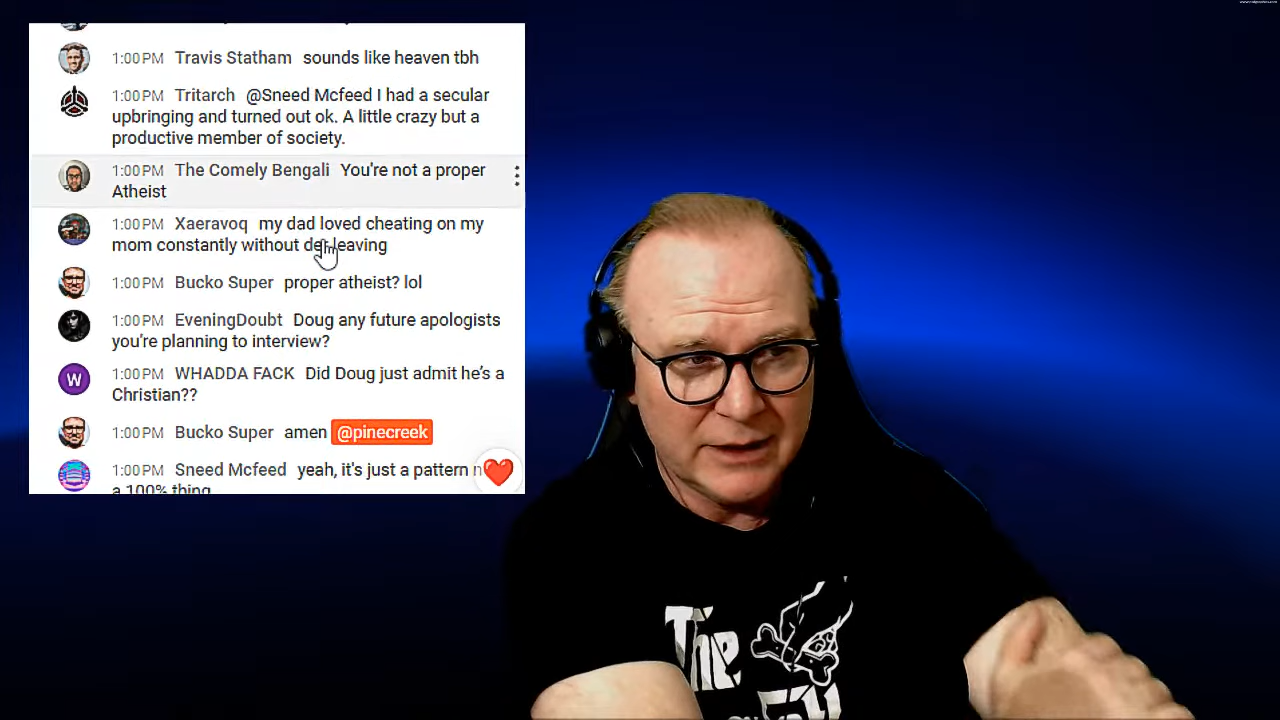 1:00 PM Travis Statham sounds like heaven tbh
1:00 PM Tritarch @Sneed Mcfeed I had a secular
upbringing and turned out ok. A little crazy but a
productive member of society.
1:00 PM The Comely Bengali You're not a proper
Atheist
1:00 PM Xaeravoq my dad loved cheating on my
mom constantly without leaving
1:00 PM Bucko Super proper atheist? lol
1:00 PM EveningDoubt Doug any future apologists
you're planning to interview?
W
1:00 PM WHADDA FACK Did Doug just admit he's a
Christian??
1:00 PM Bucko Super amen @pinecreek
1:00 PM Sneed Mcfeed yeah, it's just a pattern
a 100% thing
The